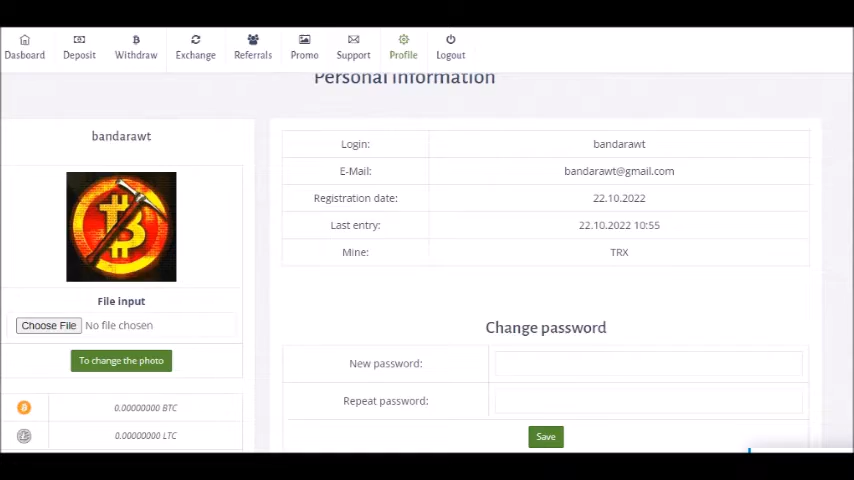 Dasboard Deposit Withdraw Exchange Referrals Promo Support Profile Logout
Personal Information
bandarawt
File input
Choose File No file chosen
To change the photo
0.00000000 BTC
0.00000000 LTC
Login: bandarawt
E-Mail: bandarawt@gmail.com
Registration date: 22.10.2022
Last entry: 22.10.2022 10:55
Mine: TRX
Change password
New password:
Repeat password:
Save